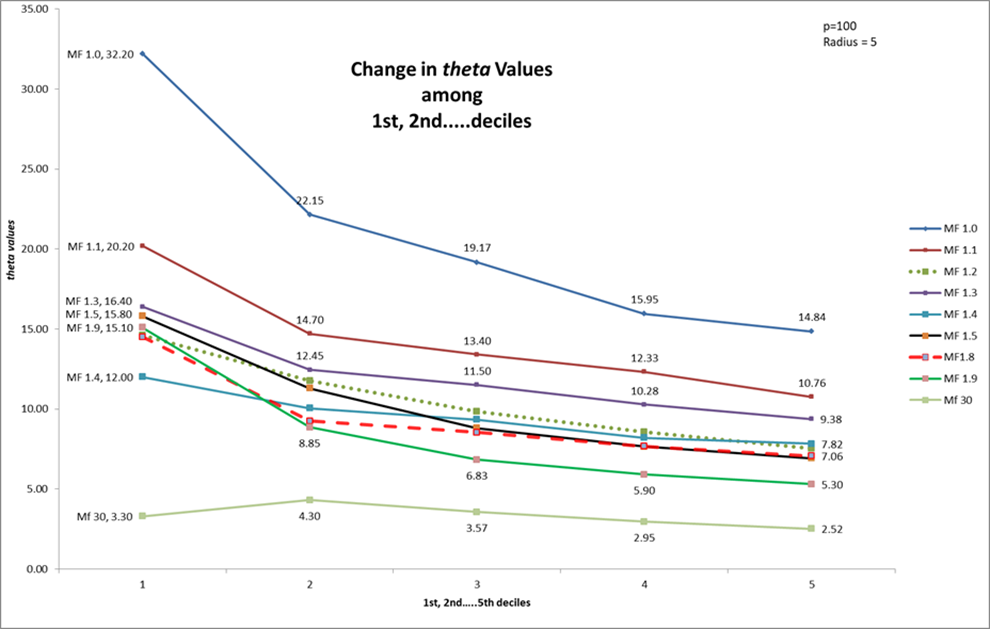 35.00
30.00
25.00
20.00
15.00
10.00
5.00
0.00
theta values
p=100
Radius = 5
Change in theta Values
among
1st, 2nd.....deciles
MF 1.0, 32.20
22.15
19.17
15.95
14.84
MF 1.1, 20.20
14.70
13.40
12.33
10.76
MF 1.3, 16.40
MF 1.5, 15.80
MF 1.9, 15.10
MF 1.4, 12.00
12.45
11.50
10.28
9.38
7.82
7.06
8.85
6.83
5.90
5.30
Mf 30, 3.30
4.30
3.57
2.95
2.52
MF 1.0
MF 1.1
MF 1.2
MF 1.3
MF 1.4
MF 1.5
MF1.8
MF 1.9
Mf 30
1 2 3 4 5
1st, 2nd.....5th deciles